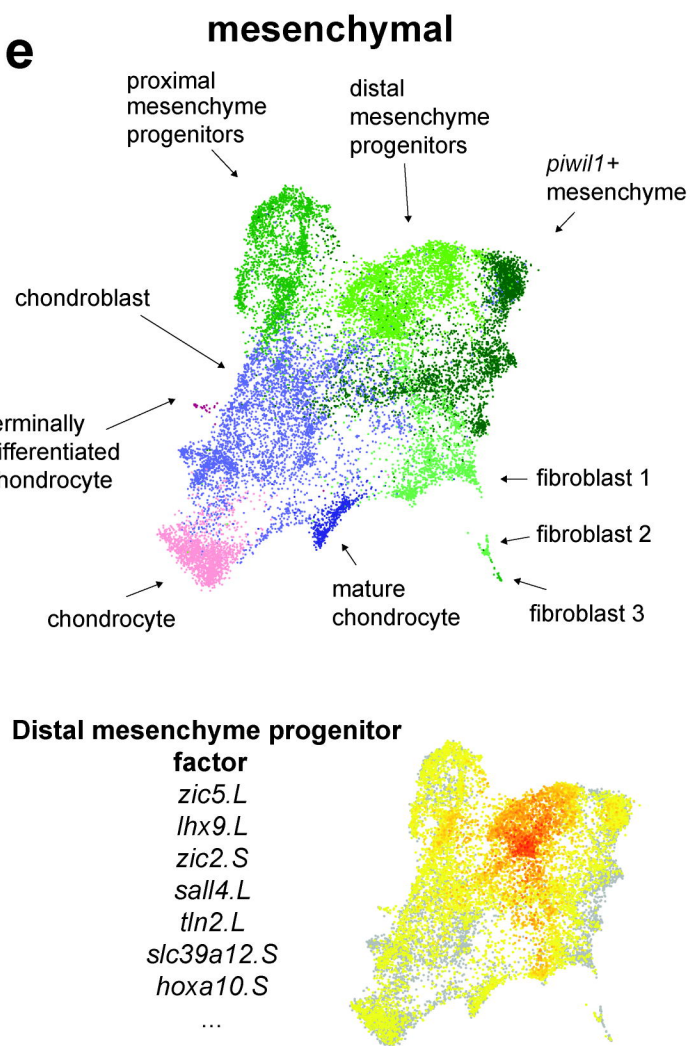 mesenchymal
e
proximal
mesenchyme
progenitors
distal
mesenchyme
progenitors
piwil1+
mesenchyme
chondroblast
erminally
ifferentiated
hondrocyte
fibroblast 1
fibroblast 2
fibroblast 3
mature
chondrocyte
chondrocyte
Distal mesenchyme progenitor
factor
zic5.L
lhx9.L
zic2.S
sall4.L
tln2.L
slc39a12.S
hoxa10.S
...